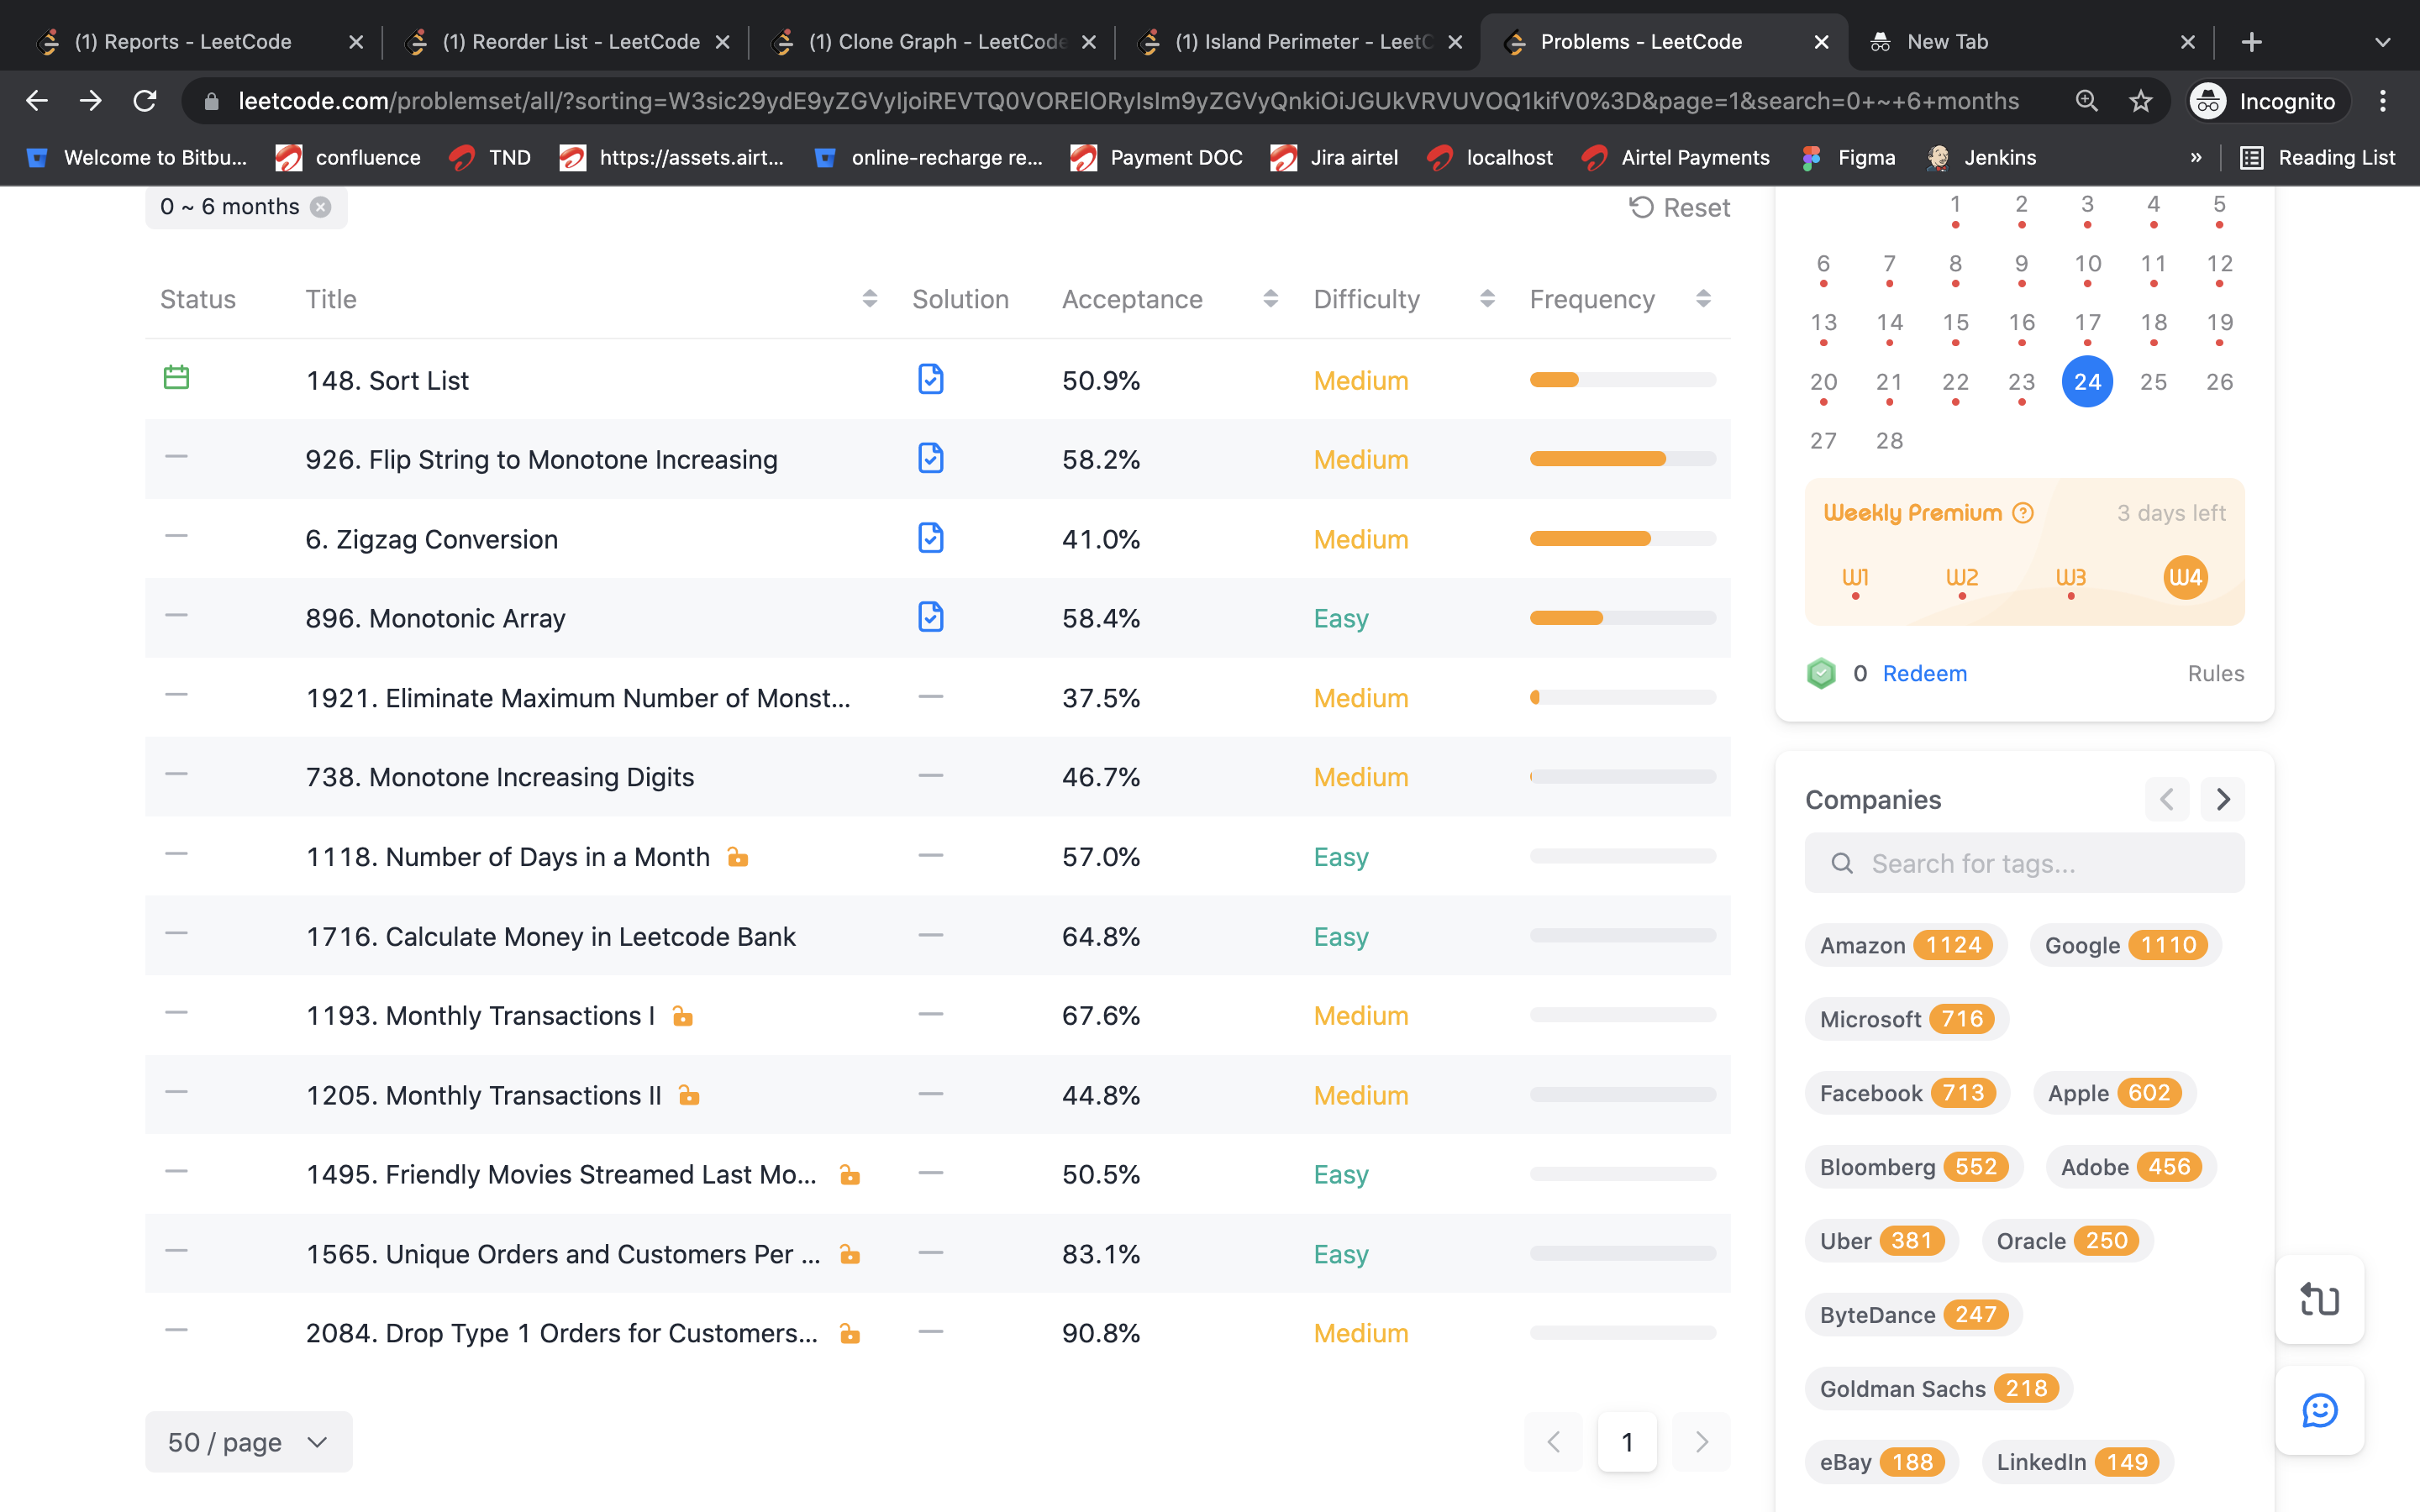 (1) Reports - LeetCode
(1) Reorder List - LeetCode
(1) Clone Graph - LeetCode
(1) Island Perimeter - LeetC
Problems - LeetCode
New Tab
leetcode.com/problemset/all/?sorting=W3sic29ydE9yZGVyIjoiREVTQ0VORElORyIsIm9yZGVyQnkiOiJGUkVRVUVOQ1kifV0%3D&page=1&search=0+~+6+months
Incognito
Welcome to Bitbu...
confluence
TND
https://assets.airt...
online-recharge re...
Payment DOC
Jira airtel
localhost
Airtel Payments
Figma
Jenkins
»
Reading List
0 ~ 6 months
Reset
Status Title Solution Acceptance Difficulty Frequency
148. Sort List 50.9% Medium
926. Flip String to Monotone Increasing 58.2% Medium
6. Zigzag Conversion 41.0% Medium
896. Monotonic Array 58.4% Easy
1921. Eliminate Maximum Number of Monst... 37.5% Medium
738. Monotone Increasing Digits 46.7% Medium
1118. Number of Days in a Month 57.0% Easy
1716. Calculate Money in Leetcode Bank 64.8% Easy
1193. Monthly Transactions I 67.6% Medium
1205. Monthly Transactions II 44.8% Medium
1495. Friendly Movies Streamed Last Mo... 50.5% Easy
1565. Unique Orders and Customers Per ... 83.1% Easy
2084. Drop Type 1 Orders for Customers... 90.8% Medium
50 / page
1
1 2 3 4 5
6 7 8 9 10 11 12
13 14 15 16 17 18 19
20 21 22 23 24 25 26
27 28
Weekly Premium ? 3 days left
W1 W2 W3 W4
0 Redeem Rules
Companies
Search for tags...
Amazon 1124 Google 1110
Microsoft 716
Facebook 713 Apple 602
Bloomberg 552 Adobe 456
Uber 381 Oracle 250
ByteDance 247
Goldman Sachs 218
eBay 188 LinkedIn 149